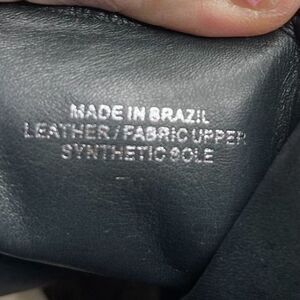 MADE IN BRAZIL
LEATHER/FABRIC UPPER
SYNTHETIC SOLE